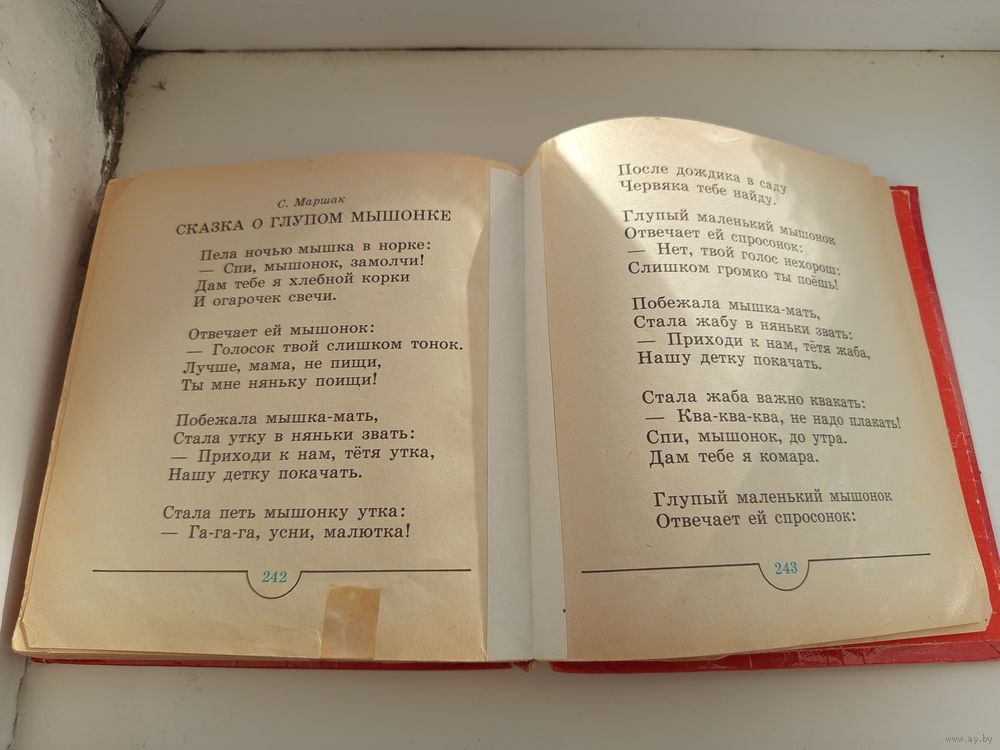 С. Маршак
СКАЗКА О ГЛУПОМ МЫШОНКЕ
Пела ночью мышка в норке:
— Спи, мышонок, замолчи!
Дам тебе я хлебной корки
И огарочек свечи.
Отвечает ей мышонок:
— Голосок твой слишком тонок.
Лучше, мама, не пищи,
Ты мне няньку поищи!
Побежала мышка-мать,
Стала утку в няньки звать:
— Приходи к нам, тётя утка,
Нашу детку покачать.
Стала петь мышонку утка:
— Га-га-га, усни, малютка!
242
После дождика в саду
Червяка тебе найду.
Глупый маленький мышонок
Отвечает ей спросонок:
— Нет, твой голос нехорош:
Слишком громко ты поёшь!
Побежала мышка-мать,
Стала жабу в няньки звать:
— Приходи к нам, тётя жаба,
Нашу детку покачать.
Стала жаба важно квакать:
— Ква-ква-ква, не надо плакать!
Спи, мышонок, до утра.
Дам тебе я комара.
Глупый маленький мышонок
Отвечает ей спросонок:
243
www.ay.by